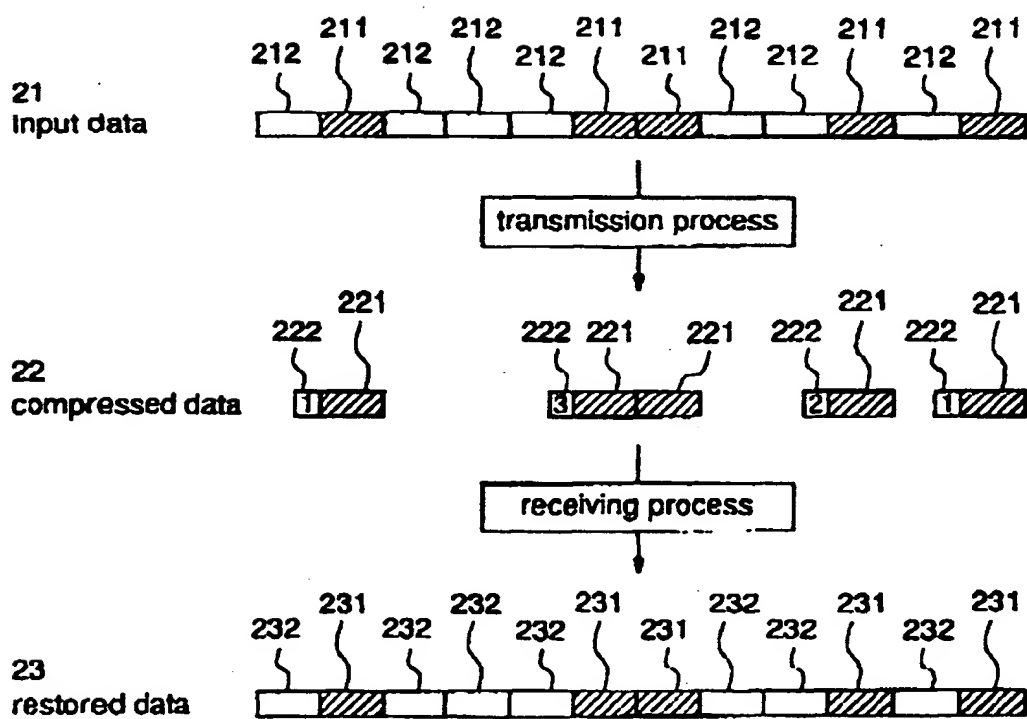 212 211 212 212 212 211 211 212 212 211 212 211
21
input data
transmission process
222 221 222 221 221 222 221 222 221
22
compressed data
1 3 2 1
receiving process
232 231 232 232 232 231 231 232 232 231 232 231
23
restored data